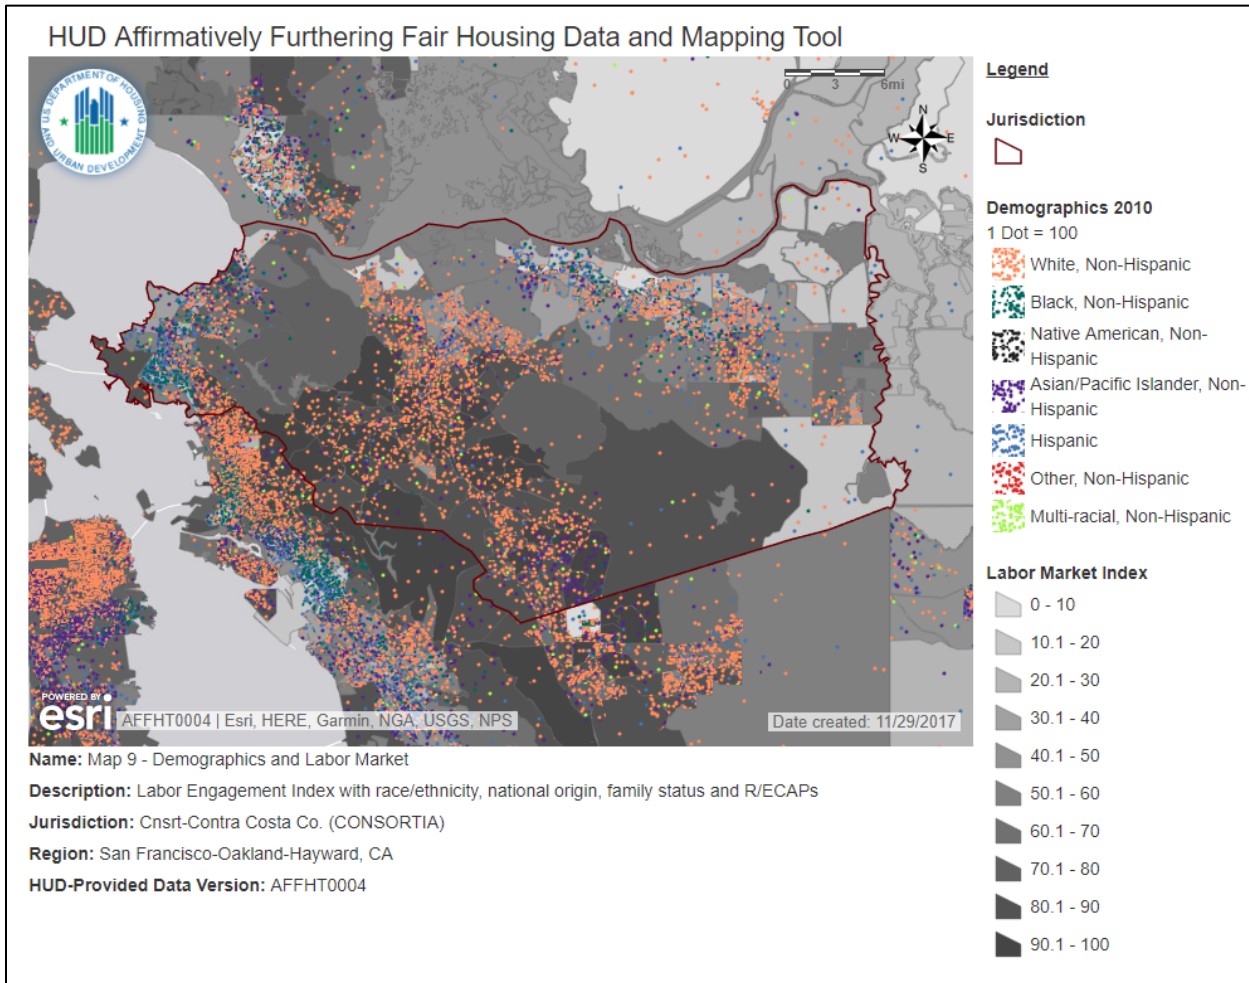 HUD Affirmatively Furthering Fair Housing Data and Mapping Tool
U.S. DEPARTMENT OF HOUSING
AND URBAN DEVELOPMENT
0 3 6mi
N
W E
S
POWERED BY
esri
AFFHT0004 | Esri, HERE, Garmin, NGA, USGS, NPS
Date created: 11/29/2017
Name: Map 9 - Demographics and Labor Market
Description: Labor Engagement Index with race/ethnicity, national origin, family status and R/ECAPs
Jurisdiction: Cnsrt-Contra Costa Co. (CONSORTIA)
Region: San Francisco-Oakland-Hayward, CA
HUD-Provided Data Version: AFFHT0004
Legend
Jurisdiction
Demographics 2010
1 Dot = 100
White, Non-Hispanic
Black, Non-Hispanic
Native American, Non-
Hispanic
Asian/Pacific Islander, Non-
Hispanic
Hispanic
Other, Non-Hispanic
Multi-racial, Non-Hispanic
Labor Market Index
0 - 10
10.1 - 20
20.1 - 30
30.1 - 40
40.1 - 50
50.1 - 60
60.1 - 70
70.1 - 80
80.1 - 90
90.1 - 100